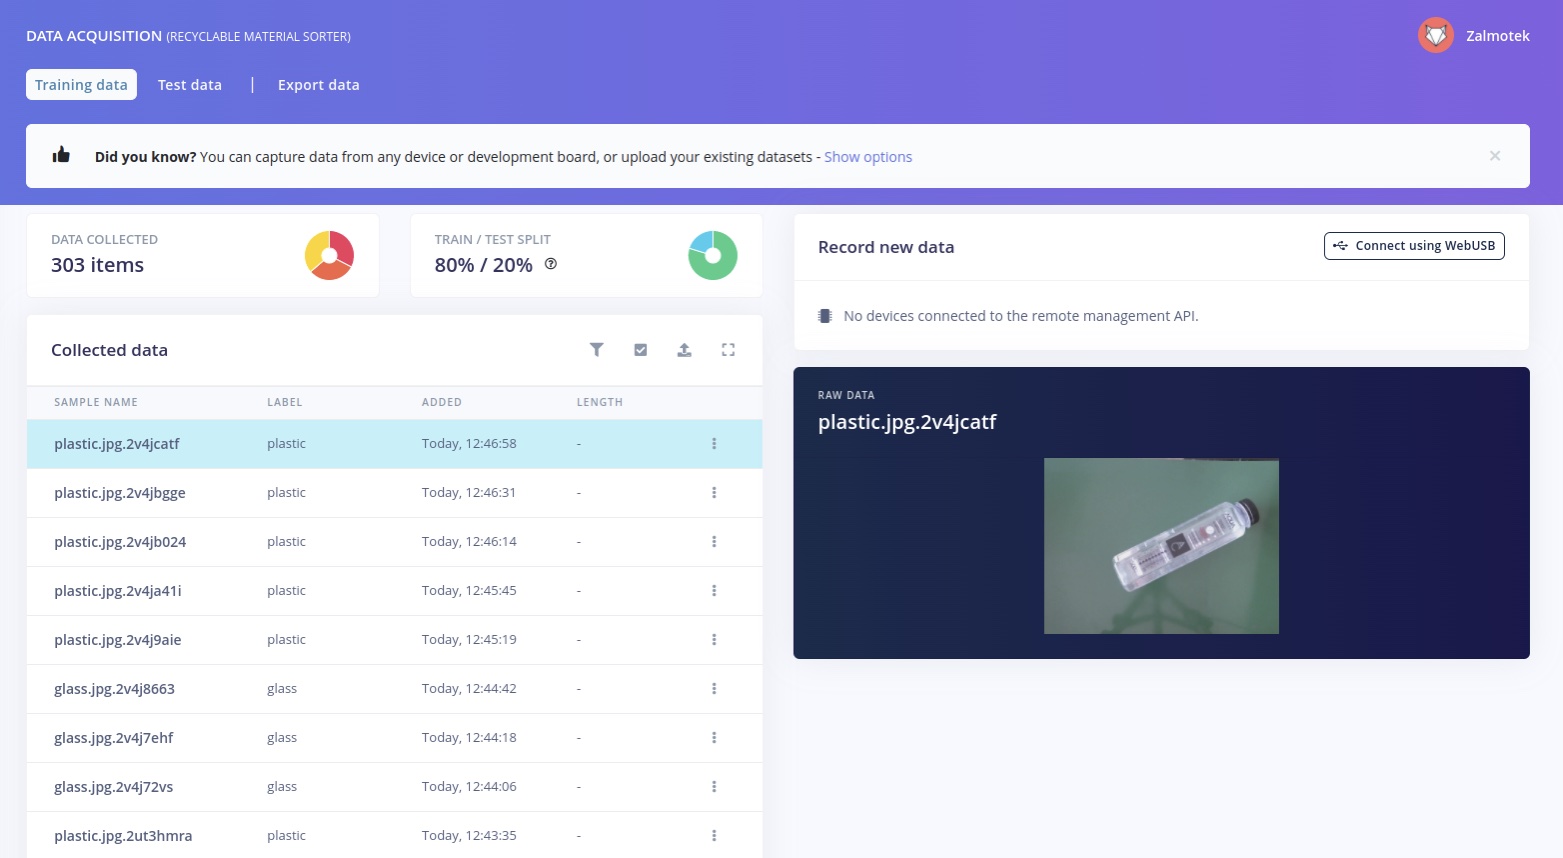 DATA ACQUISITION (RECYCLABLE MATERIAL SORTER)
Zalmotek
Training data
Test data
|
Export data
Did you know? You can capture data from any device or development board, or upload your existing datasets - Show options
×
DATA COLLECTED
303 items
TRAIN / TEST SPLIT
80% / 20% ?
Record new data
Connect using WebUSB
No devices connected to the remote management API.
Collected data
SAMPLE NAME LABEL ADDED LENGTH
plastic.jpg.2v4jcatf plastic Today, 12:46:58 -
plastic.jpg.2v4jbgge plastic Today, 12:46:31 -
plastic.jpg.2v4jb024 plastic Today, 12:46:14 -
plastic.jpg.2v4ja41i plastic Today, 12:45:45 -
plastic.jpg.2v4j9aie plastic Today, 12:45:19 -
glass.jpg.2v4j8663 glass Today, 12:44:42 -
glass.jpg.2v4j7ehf glass Today, 12:44:18 -
glass.jpg.2v4j72vs glass Today, 12:44:06 -
plastic.jpg.2ut3hmra plastic Today, 12:43:35 -
RAW DATA
plastic.jpg.2v4jcatf